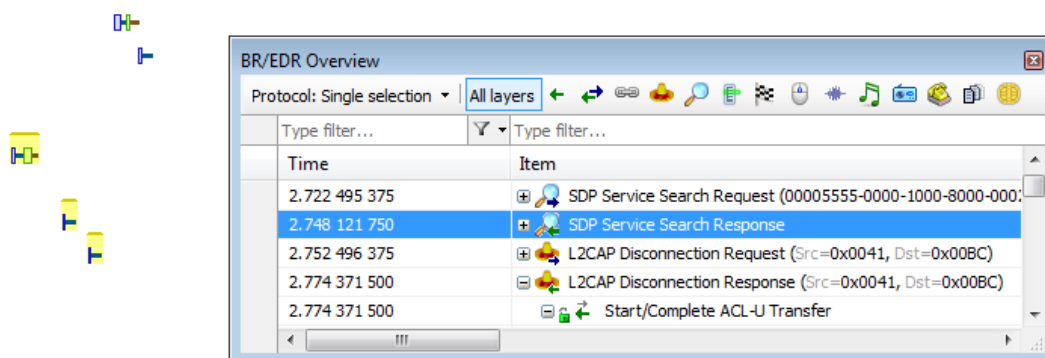 BR/EDR Overview
Protocol: Single selection All layers
Type filter... Type filter...
Time Item
2.722 495 375 SDP Service Search Request (00005555-0000-1000-8000-0002
2.748 121 750 SDP Service Search Response
2.752 496 375 L2CAP Disconnection Request (Src=0x0041, Dst=0x00BC)
2.774 371 500 L2CAP Disconnection Response (Src=0x0041, Dst=0x00BC)
2.774 371 500 Start/Complete ACL-U Transfer